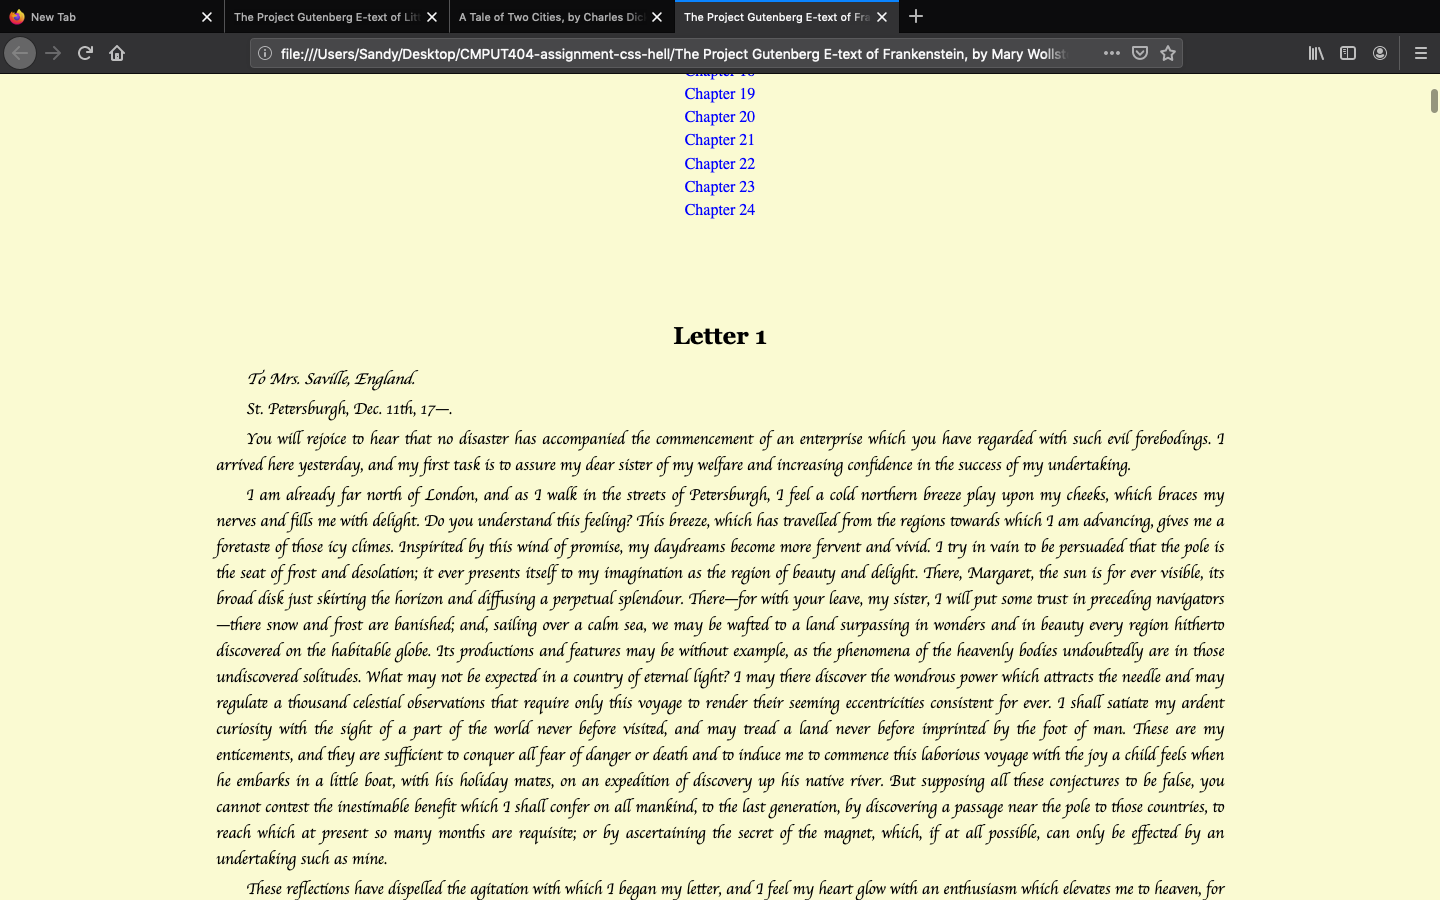 New Tab
The Project Gutenberg E-text of Lit
A Tale of Two Cities, by Charles Dic
The Project Gutenberg E-text of Fra
file:///Users/Sandy/Desktop/CMPUT404-assignment-css-hell/The Project Gutenberg E-text of Frankenstein, by Mary Wollst
Chapter 18
Chapter 19
Chapter 20
Chapter 21
Chapter 22
Chapter 23
Chapter 24
Letter 1
To Mrs. Saville, England.
St. Petersburgh, Dec. 11th, 17—.
You will rejoice to hear that no disaster has accompanied the commencement of an enterprise which you have regarded with such evil forebodings. I
arrived here yesterday, and my first task is to assure my dear sister of my welfare and increasing confidence in the success of my undertaking.
I am already far north of London, and as I walk in the streets of Petersburgh, I feel a cold northern breeze play upon my cheeks, which braces my
nerves and fills me with delight. Do you understand this feeling? This breeze, which has travelled from the regions towards which I am advancing, gives me a
foretaste of those icy climes. Inspirited by this wind of promise, my daydreams become more fervent and vivid. I try in vain to be persuaded that the pole is
the seat of frost and desolation; it ever presents itself to my imagination as the region of beauty and delight. There, Margaret, the sun is for ever visible, its
broad disk just skirting the horizon and diffusing a perpetual splendour. There—for with your leave, my sister, I will put some trust in preceding navigators
—there snow and frost are banished; and, sailing over a calm sea, we may be wafted to a land surpassing in wonders and in beauty every region hitherto
discovered on the habitable globe. Its productions and features may be without example, as the phenomena of the heavenly bodies undoubtedly are in those
undiscovered solitudes. What may not be expected in a country of eternal light? I may there discover the wondrous power which attracts the needle and may
regulate a thousand celestial observations that require only this voyage to render their seeming eccentricities consistent for ever. I shall satiate my ardent
curiosity with the sight of a part of the world never before visited, and may tread a land never before imprinted by the foot of man. These are my
enticements, and they are sufficient to conquer all fear of danger or death and to induce me to commence this laborious voyage with the joy a child feels when
he embarks in a little boat, with his holiday mates, on an expedition of discovery up his native river. But supposing all these conjectures to be false, you
cannot contest the inestimable benefit which I shall confer on all mankind, to the last generation, by discovering a passage near the pole to those countries, to
reach which at present so many months are requisite; or by ascertaining the secret of the magnet, which, if at all possible, can only be effected by an
undertaking such as mine.
These reflections have dispelled the agitation with which I began my letter, and I feel my heart glow with an enthusiasm which elevates me to heaven, for